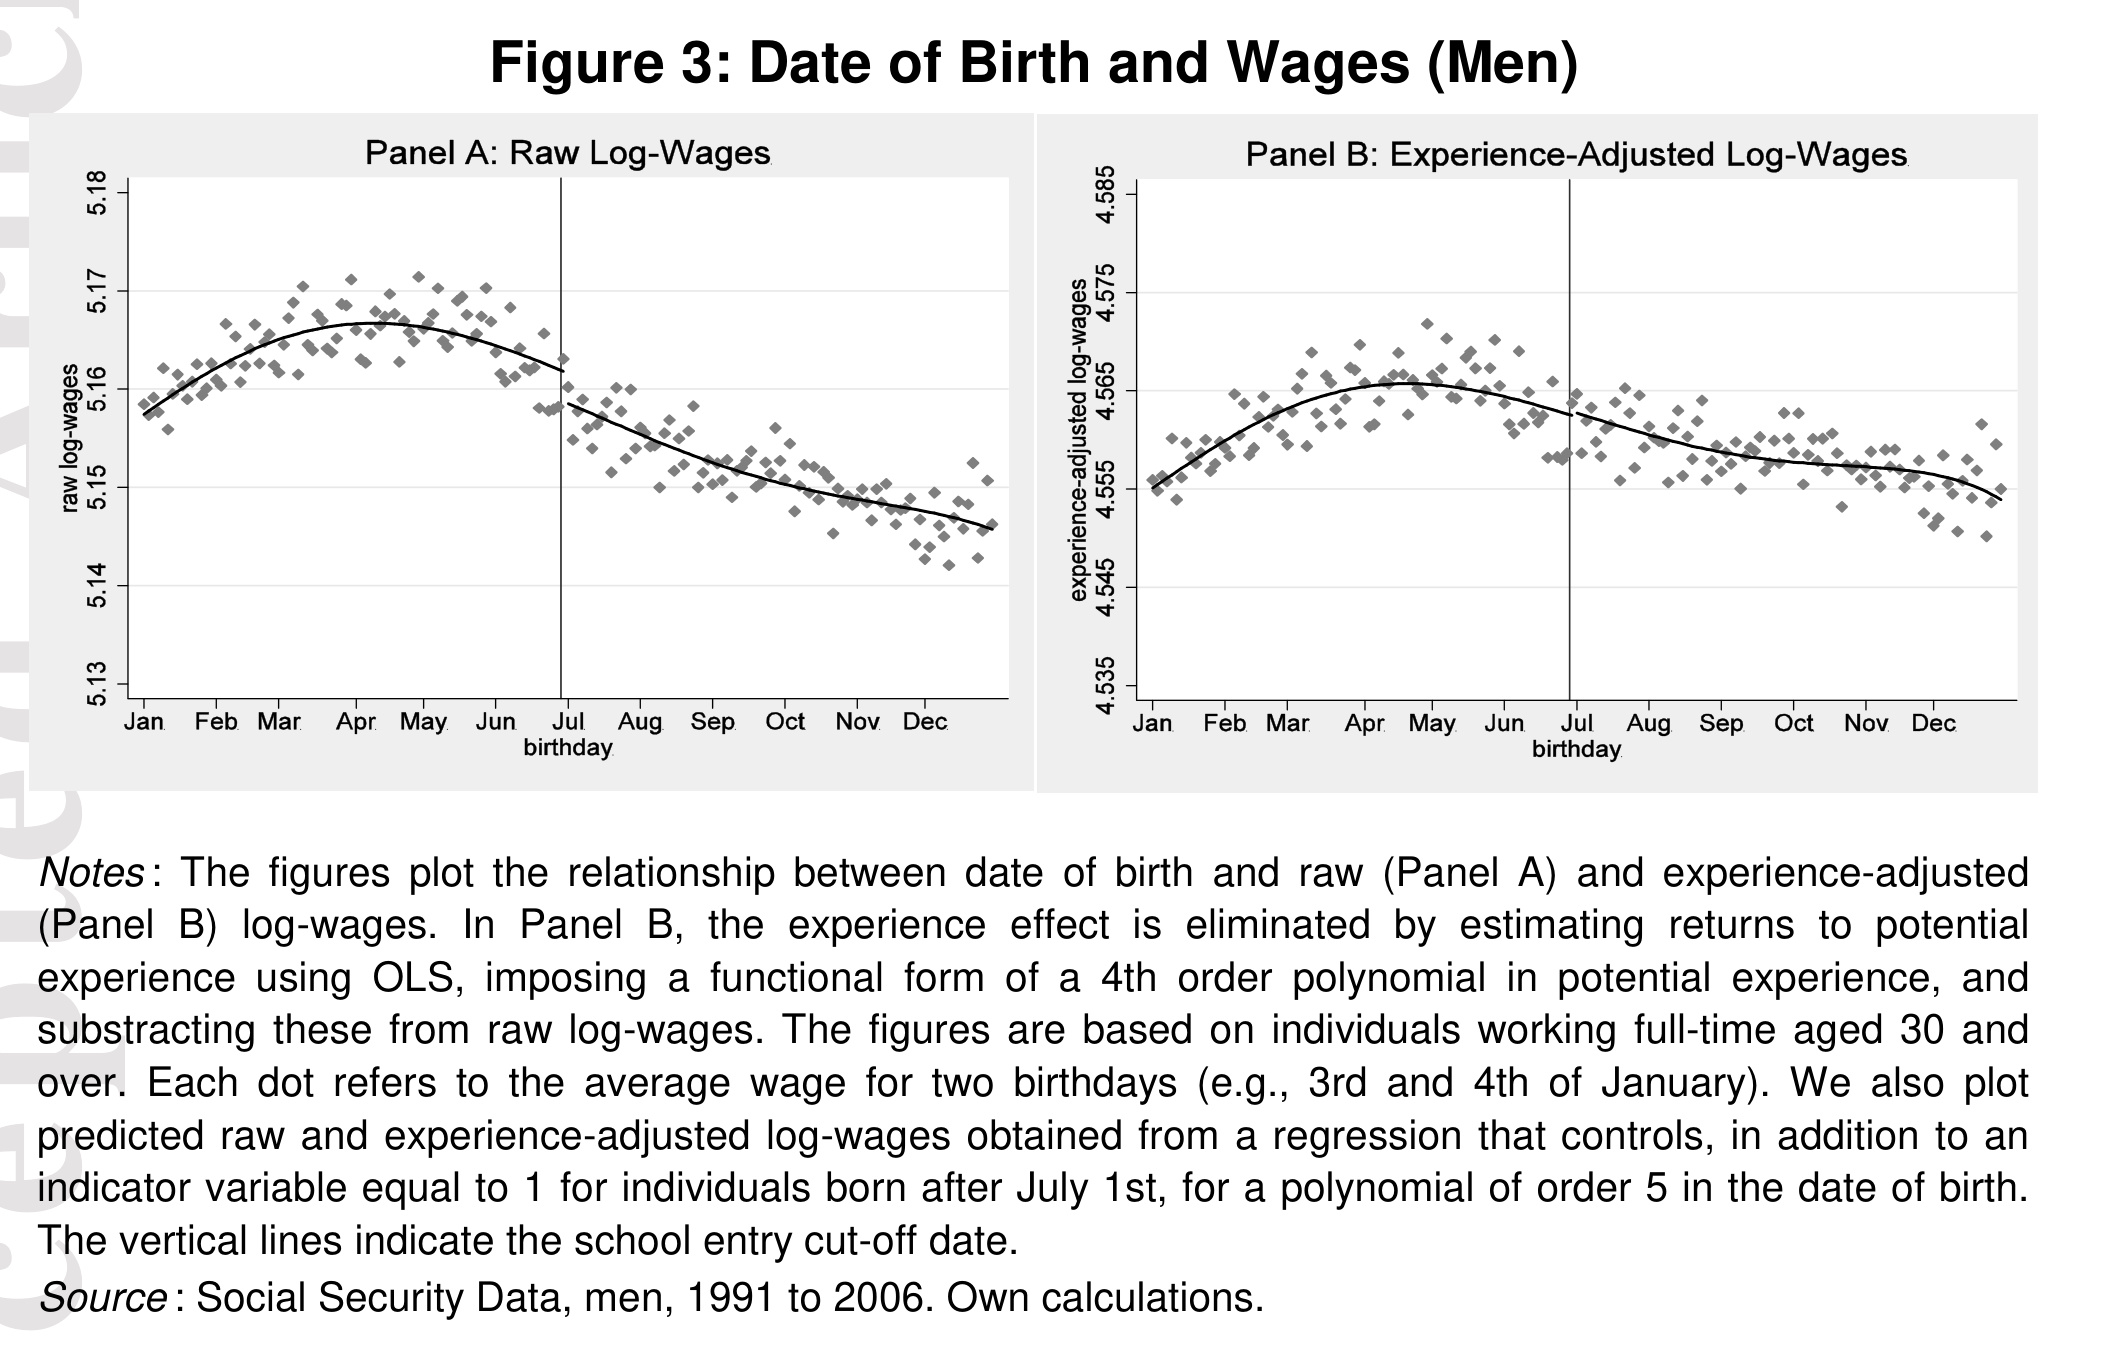 Figure 3: Date of Birth and Wages (Men)
Panel A: Raw Log-Wages
5.18
5.17
5.16
5.15
5.14
5.13
raw log-wages
Jan Feb Mar Apr May Jun Jul Aug Sep Oct Nov Dec
birthday
Panel B: Experience-Adjusted Log-Wages
4.585
4.575
4.565
4.555
4.545
4.535
experience-adjusted log-wages
Jan Feb Mar Apr May Jun Jul Aug Sep Oct Nov Dec
birthday
Notes: The figures plot the relationship between date of birth and raw (Panel A) and experience-adjusted
(Panel B) log-wages. In Panel B, the experience effect is eliminated by estimating returns to potential
experience using OLS, imposing a functional form of a 4th order polynomial in potential experience, and
substracting these from raw log-wages. The figures are based on individuals working full-time aged 30 and
over. Each dot refers to the average wage for two birthdays (e.g., 3rd and 4th of January). We also plot
predicted raw and experience-adjusted log-wages obtained from a regression that controls, in addition to an
indicator variable equal to 1 for individuals born after July 1st, for a polynomial of order 5 in the date of birth.
The vertical lines indicate the school entry cut-off date.
Source: Social Security Data, men, 1991 to 2006. Own calculations.